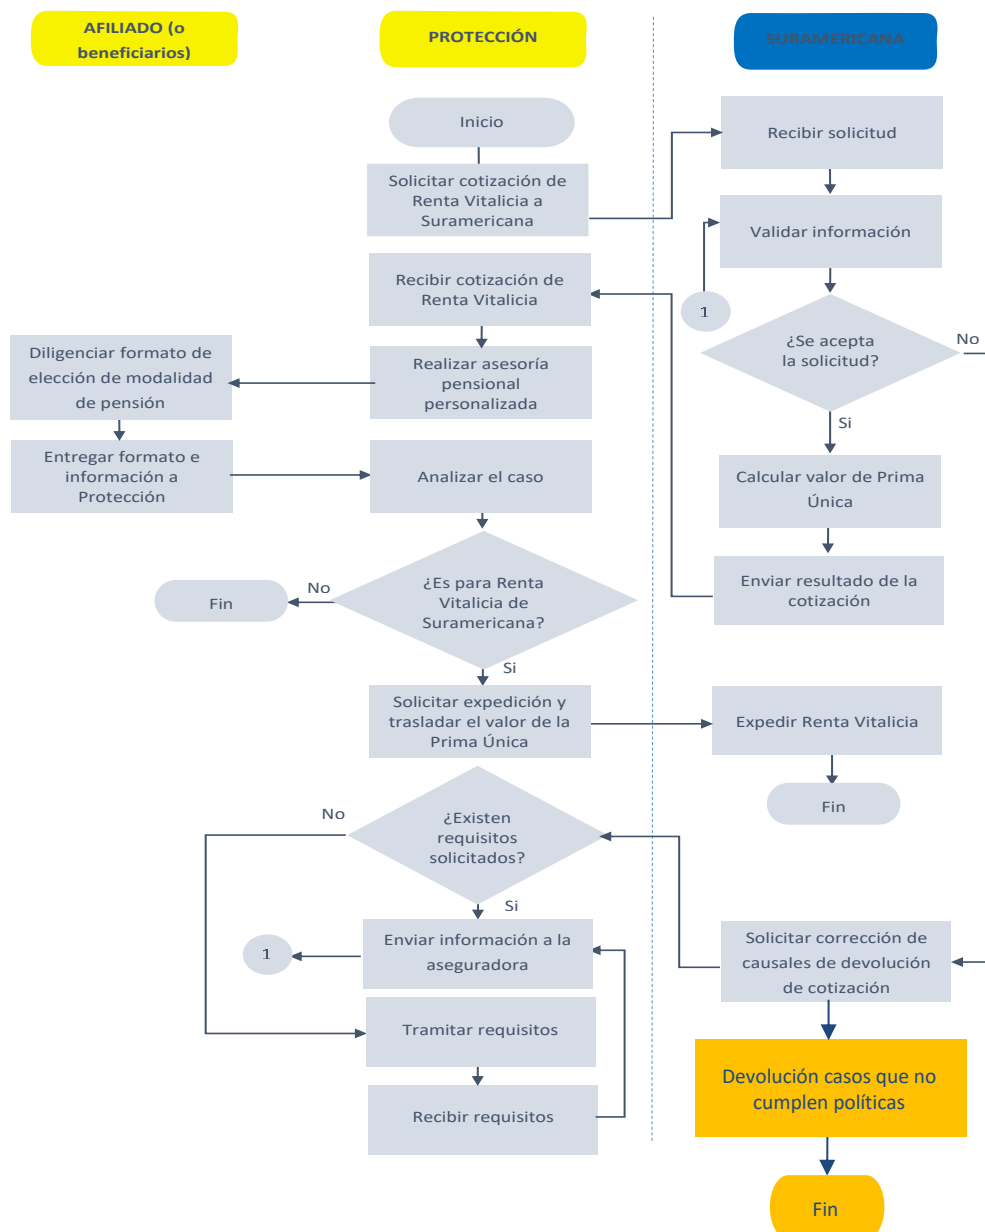 AFILIADO (o
beneficiarios)
PROTECCIÓN
SURAMERICANA
Inicio
Recibir solicitud
Solicitar cotización de
Renta Vitalicia a
Suramericana
Validar información
Recibir cotización de
Renta Vitalicia
1
¿Se acepta
la solicitud?
No
Diligenciar formato de
elección de modalidad
de pensión
Realizar asesoría
pensional
personalizada
Si
Entregar formato e
información a
Protección
Analizar el caso
Calcular valor de Prima
Única
¿Es para Renta
Vitalicia de
Suramericana?
No
Fin
Enviar resultado de la
cotización
Si
Solicitar expedición y
trasladar el valor de la
Prima Única
Expedir Renta Vitalicia
Fin
No
¿Existen
requisitos
solicitados?
Si
Enviar información a la
aseguradora
1
Solicitar corrección de
causales de devolución
de cotización
Tramitar requisitos
Devolución casos que no
cumplen políticas
Recibir requisitos
Fin